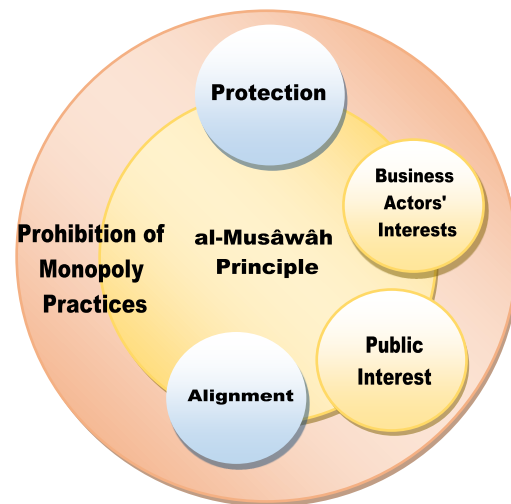 Protection
Business
Actors'
Interests
Prohibition of
Monopoly
Practices
al-Musâwâh
Principle
Public
Interest
Alignment